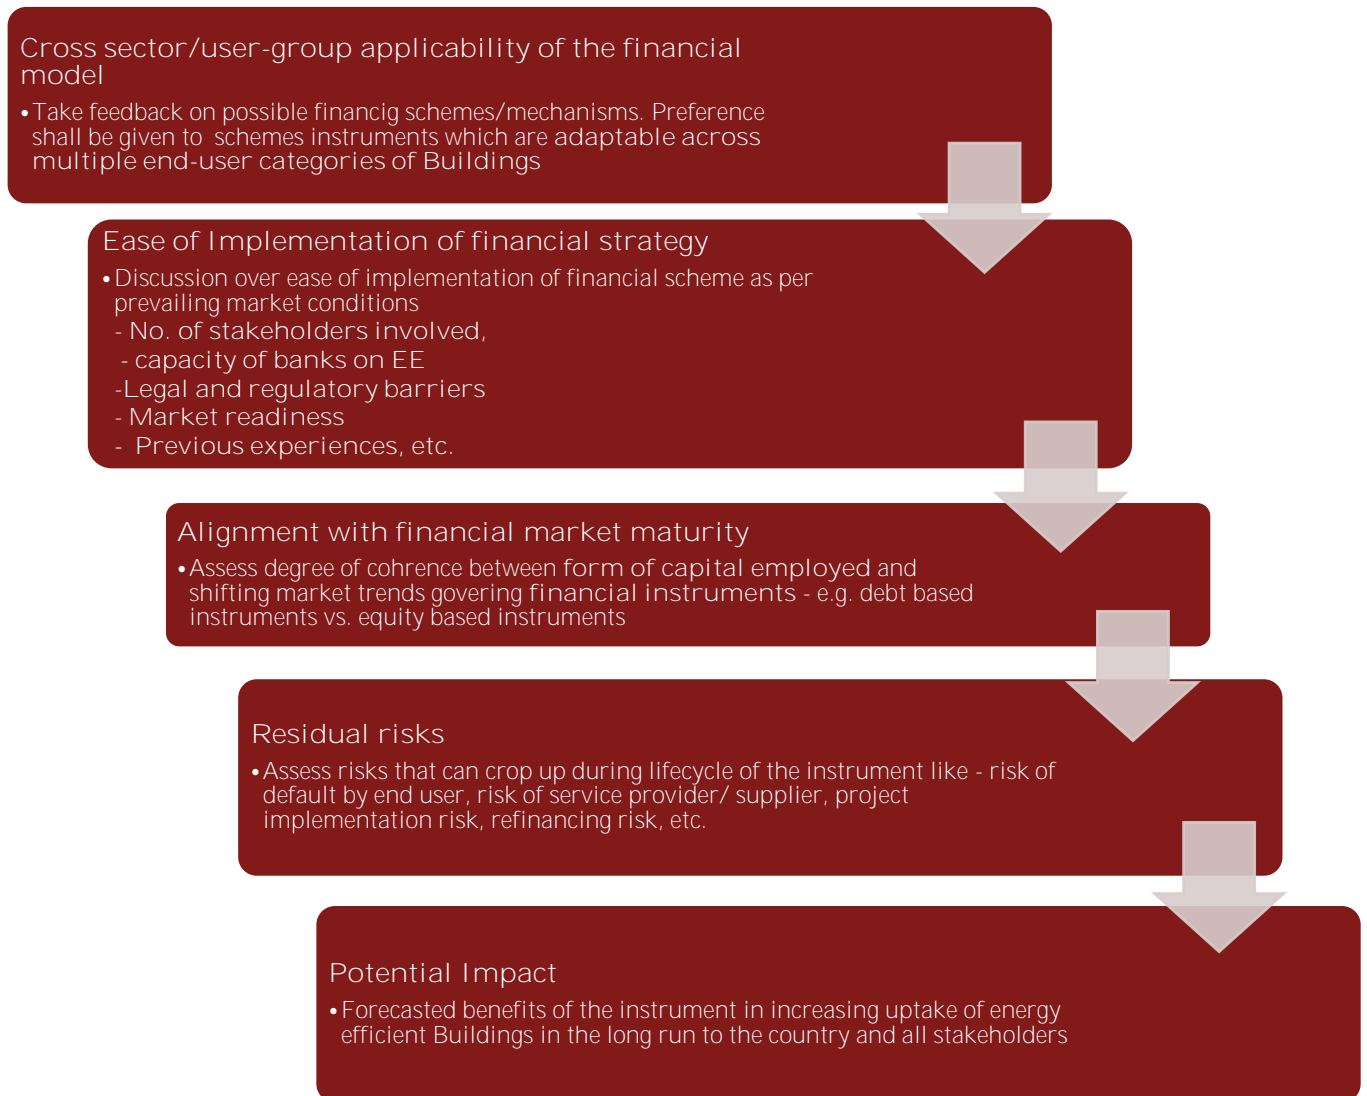 Cross sector/user-group applicability of the financial
model
•Take feedback on possible financig schemes/mechanisms. Preference
shall be given to schemes instruments which are adaptable across
multiple end-user categories of Buildings
Ease of Implementation of financial strategy
•Discussion over ease of implementation of financial scheme as per
prevailing market conditions
- No. of stakeholders involved,
- capacity of banks on EE
-Legal and regulatory barriers
- Market readiness
- Previous experiences, etc.
Alignment with financial market maturity
•Assess degree of cohrence between form of capital employed and
shifting market trends govering financial instruments - e.g. debt based
instruments vs. equity based instruments
Residual risks
•Assess risks that can crop up during lifecycle of the instrument like - risk of
default by end user, risk of service provider/ supplier, project
implementation risk, refinancing risk, etc.
Potential Impact
•Forecasted benefits of the instrument in increasing uptake of energy
efficient Buildings in the long run to the country and all stakeholders